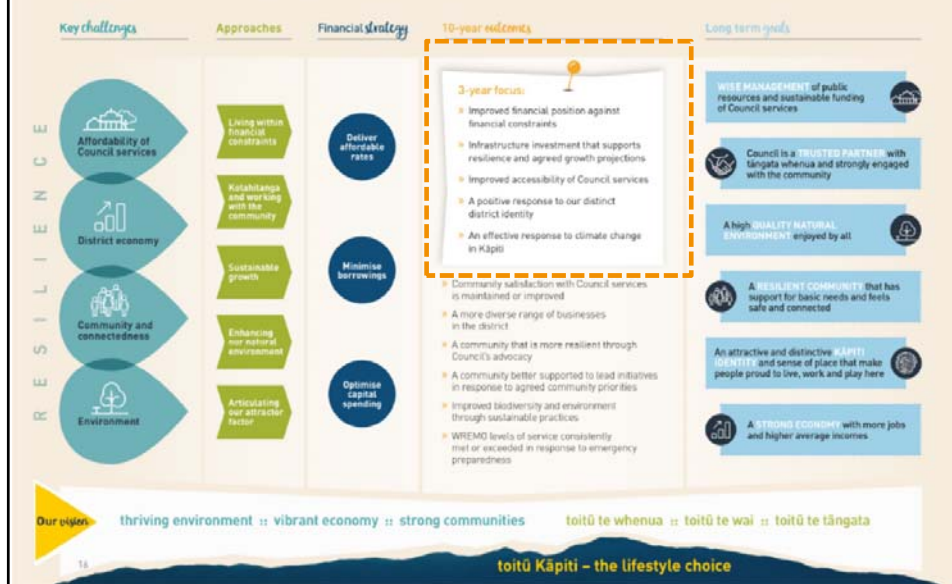 Key challenges
Approaches
Financial strategy
10-year outcomes
Long term goals
RESILIENCE
Affordability of
Council services
District economy
Community and
connectedness
Environment
Living within
financial
constraints
Kotahitanga
and working
with the
community
Sustainable
growth
Enhancing
our natural
environment
Articulating
our attractor
factor
Deliver
affordable
rates
Minimise
borrowings
Optimise
capital
spending
3-year focus:
» Improved financial position against
financial constraints
» Infrastructure investment that supports
resilience and agreed growth projections
» Improved accessibility of Council services
» A positive response to our distinct
district identity
» An effective response to climate change
in Kāpiti
» Community satisfaction with Council services
is maintained or improved
» A more diverse range of businesses
in the district
» A community that is more resilient through
Council's advocacy
» A community better supported to lead initiatives
in response to agreed community priorities
» Improved biodiversity and environment
through sustainable practices
» WREMO levels of service consistently
met or exceeded in response to emergency
preparedness
WISE MANAGEMENT of public
resources and sustainable funding
of Council services
Council is a TRUSTED PARTNER with
tāngata whenua and strongly engaged
with the community
A high QUALITY NATURAL
ENVIRONMENT enjoyed by all
A RESILIENT COMMUNITY that has
support for basic needs and feels
safe and connected
An attractive and distinctive KĀPITI
IDENTITY and sense of place that make
people proud to live, work and play here
A STRONG ECONOMY with more jobs
and higher average incomes
Our vision
thriving environment :: vibrant economy :: strong communities
toitū te whenua :: toitū te wai :: toitū te tāngata
16
toitū Kāpiti – the lifestyle choice